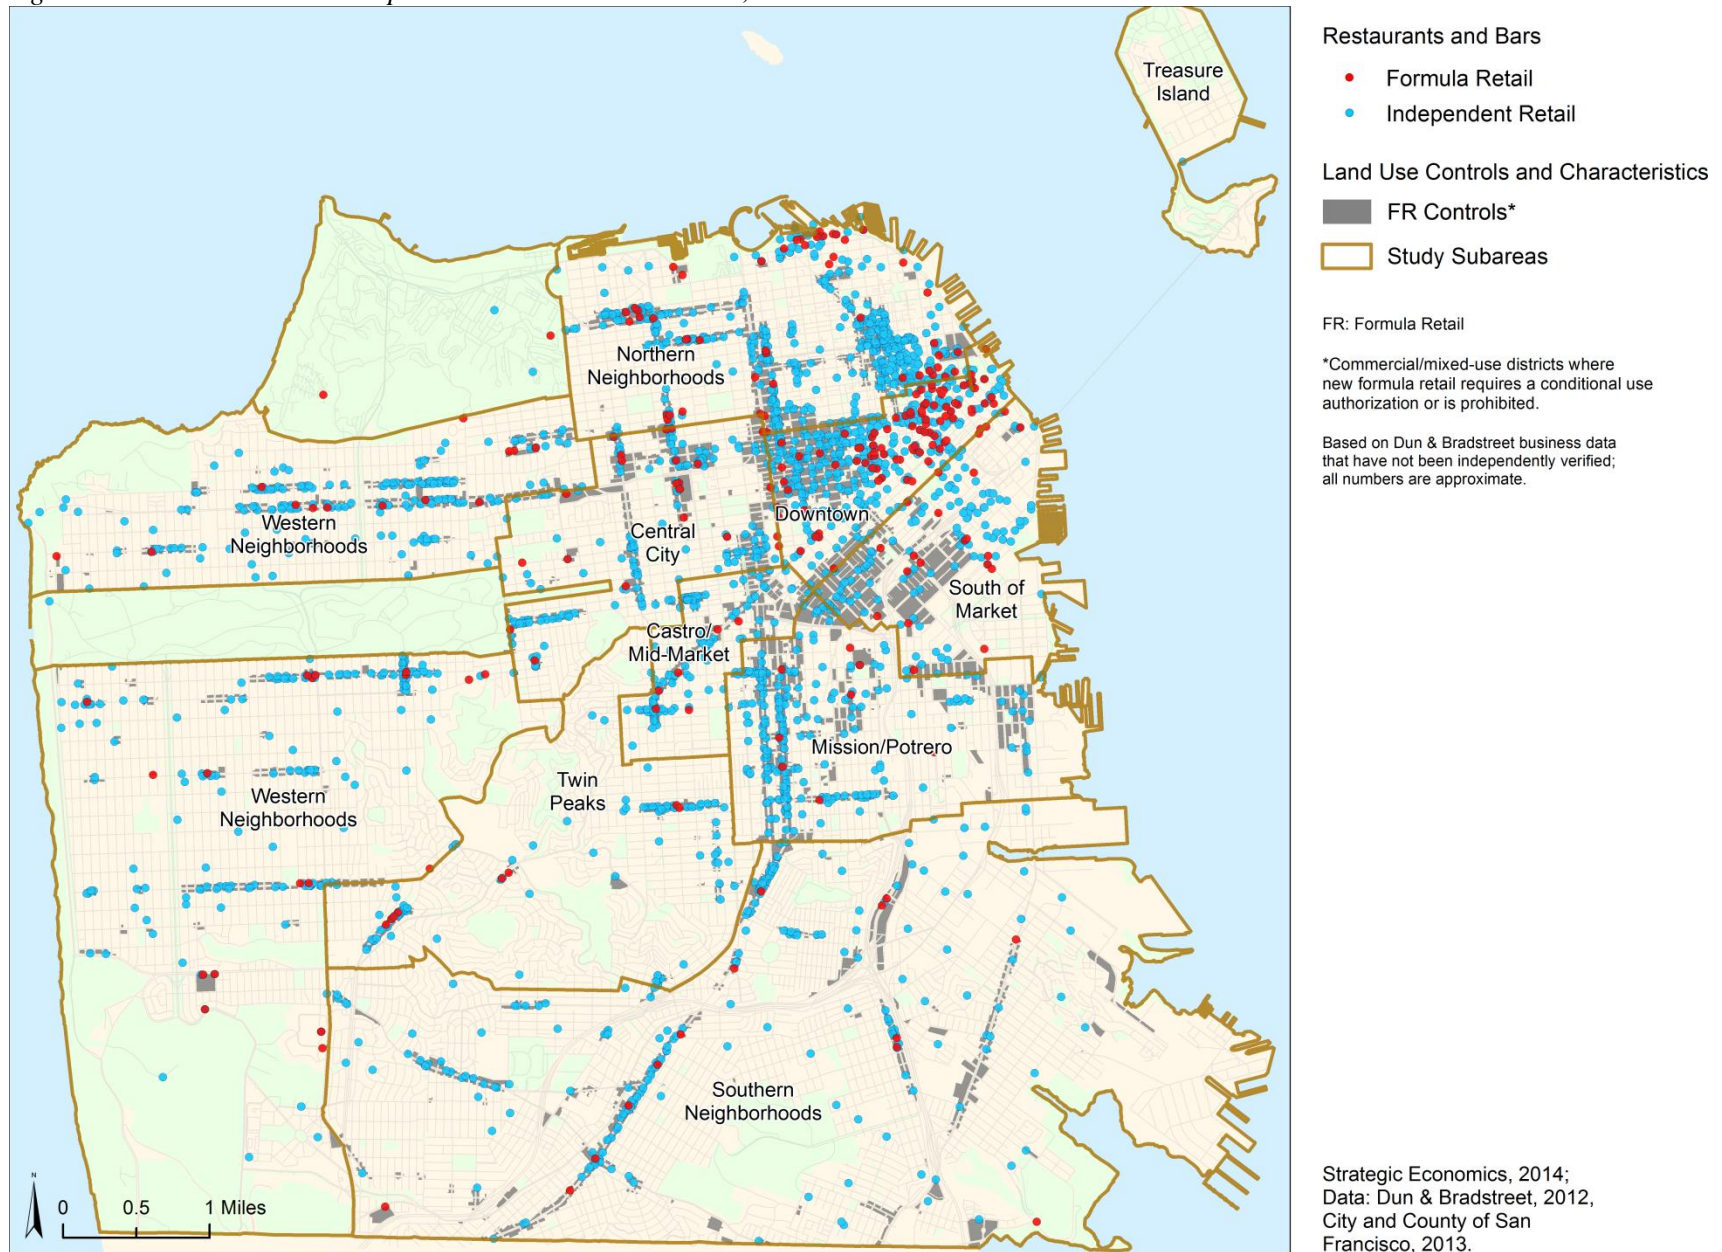 Treasure
Island
Northern
Neighborhoods
Western
Neighborhoods
Central
City
Downtown
South of
Market
Castro/
Mid-Market
Mission/Potrero
Twin
Peaks
Western
Neighborhoods
Southern
Neighborhoods
N
0 0.5 1 Miles
Restaurants and Bars
Formula Retail
Independent Retail
Land Use Controls and Characteristics
FR Controls*
Study Subareas
FR: Formula Retail
*Commercial/mixed-use districts where
new formula retail requires a conditional use
authorization or is prohibited.
Based on Dun & Bradstreet business data
that have not been independently verified;
all numbers are approximate.
Strategic Economics, 2014;
Data: Dun & Bradstreet, 2012,
City and County of San
Francisco, 2013.